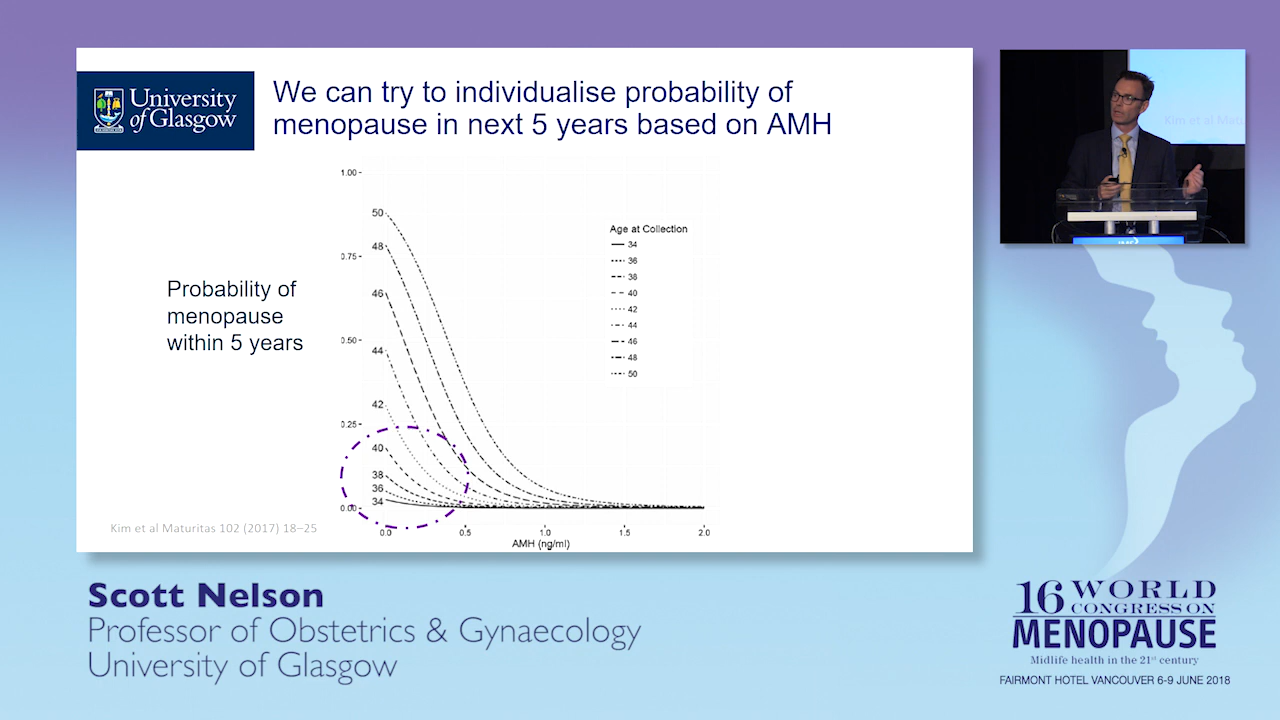 University
of Glasgow
We can try to individualise probability of
menopause in next 5 years based on AMH
Probability of
menopause
within 5 years
1.00
0.75
0.50
0.25
0.00
50
48
46
44
42
40
38
36
34
Age at Collection
34
36
38
40
42
44
46
48
50
0.0
0.5
1.0
1.5
2.0
AMH (ng/ml)
Kim et al Maturitas 102 (2017) 18–25
Kim et al Matu
IMS
Scott Nelson
Professor of Obstetrics & Gynaecology
University of Glasgow
16 WORLD
CONGRESS ON
MENOPAUSE
Midlife health in the 21st century
FAIRMONT HOTEL VANCOUVER 6-9 JUNE 2018